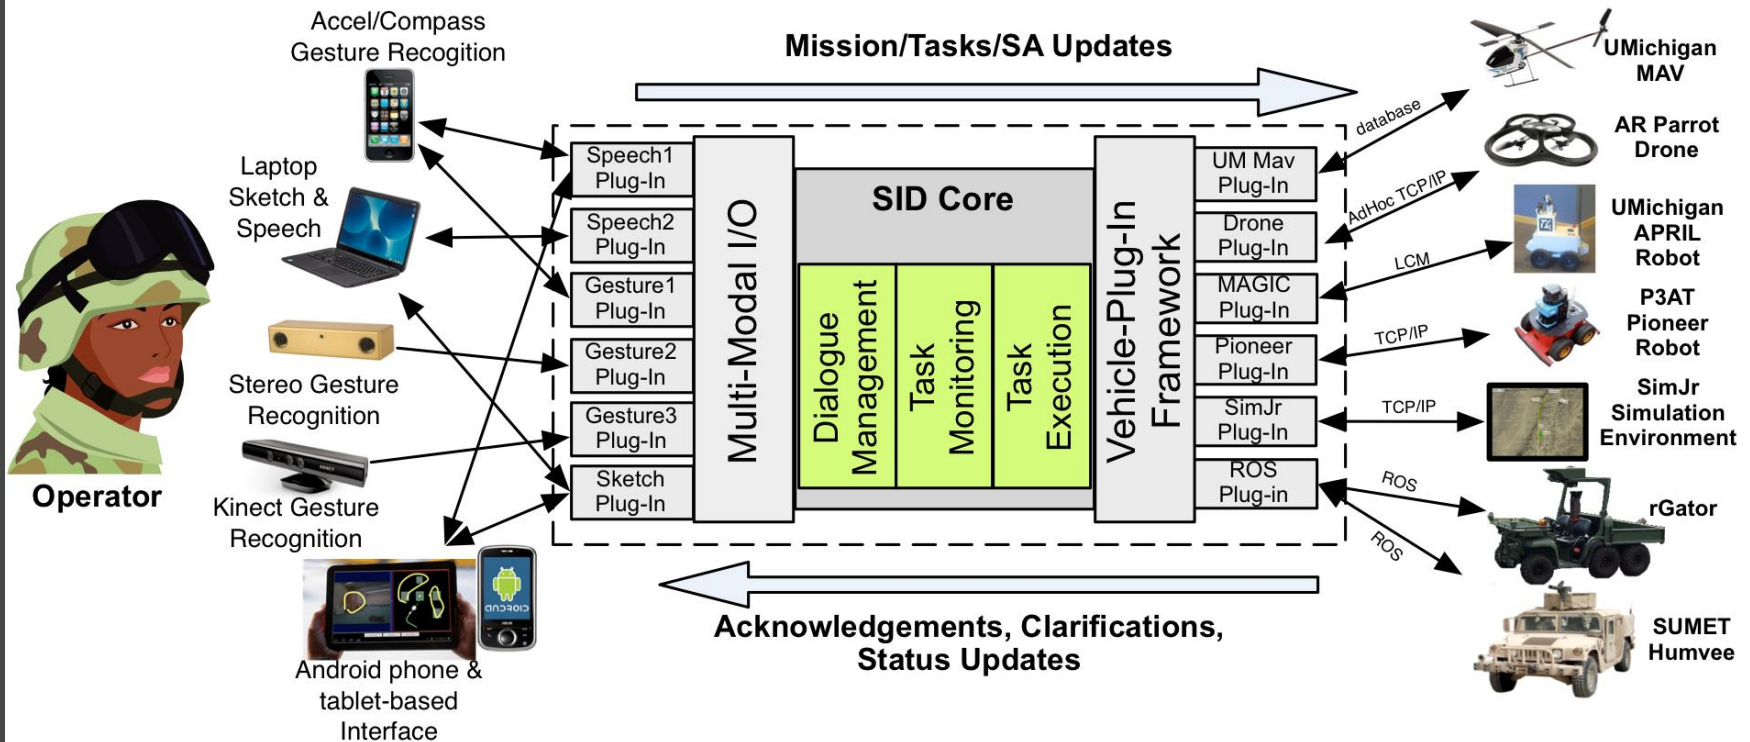 Accel/Compass
Gesture Recogition
Laptop
Sketch &
Speech
Stereo Gesture
Recognition
Kinect Gesture
Recognition
Android phone &
tablet-based
Interface
Operator
KINECT
ANDROID
ASUS
Mission/Tasks/SA Updates
Speech1
Plug-In
Speech2
Plug-In
Gesture1
Plug-In
Gesture2
Plug-In
Gesture3
Plug-In
Sketch
Plug-In
Multi-Modal I/O
SID Core
Dialogue
Management
Task
Monitoring
Task
Execution
Vehicle-Plug-In
Framework
UM Mav
Plug-In
Drone
Plug-In
MAGIC
Plug-In
Pioneer
Plug-In
SimJr
Plug-In
ROS
Plug-in
database
AdHoc TCP/IP
LCM
TCP/IP
TCP/IP
ROS
ROS
UMichigan
MAV
AR Parrot
Drone
UMichigan
APRIL
Robot
P3AT
Pioneer
Robot
SimJr
Simulation
Environment
rGator
SUMET
Humvee
Acknowledgements, Clarifications,
Status Updates